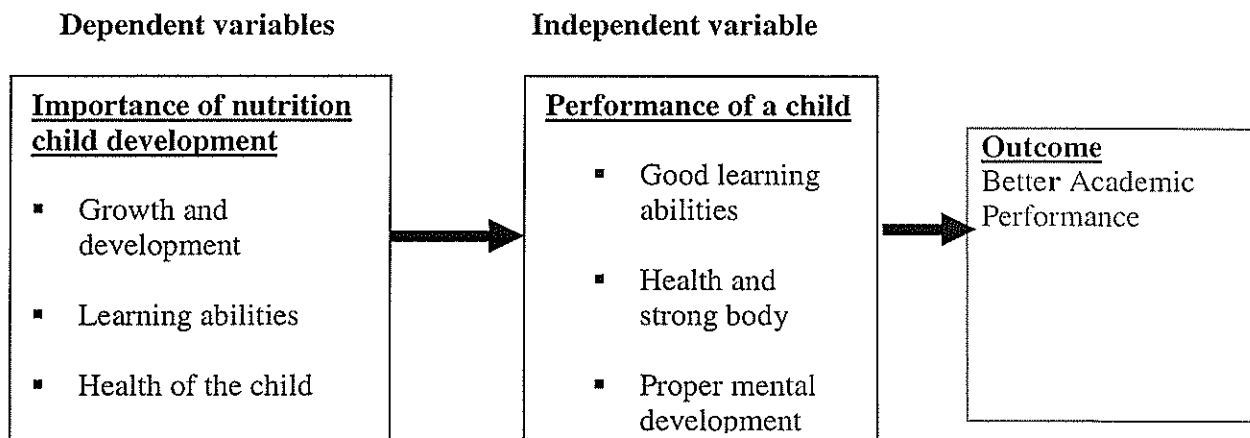 Dependent variables
Independent variable
Importance of nutrition
child development
▪ Growth and
development
▪ Learning abilities
▪ Health of the child
Performance of a child
▪ Good learning
abilities
▪ Health and
strong body
▪ Proper mental
development
Outcome
Better Academic
Performance